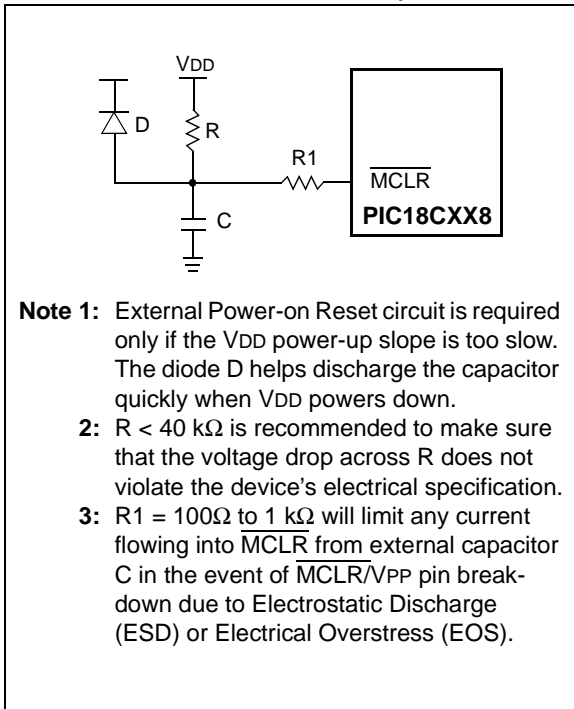 VDD
D
R
R1
MCLR
PIC18CXX8
C
Note 1: External Power-on Reset circuit is required
only if the VDD power-up slope is too slow.
The diode D helps discharge the capacitor
quickly when VDD powers down.
2: R < 40 kΩ is recommended to make sure
that the voltage drop across R does not
violate the device's electrical specification.
3: R1 = 100Ω to 1 kΩ will limit any current
flowing into MCLR from external capacitor
C in the event of MCLR/VPP pin break-
down due to Electrostatic Discharge
(ESD) or Electrical Overstress (EOS).